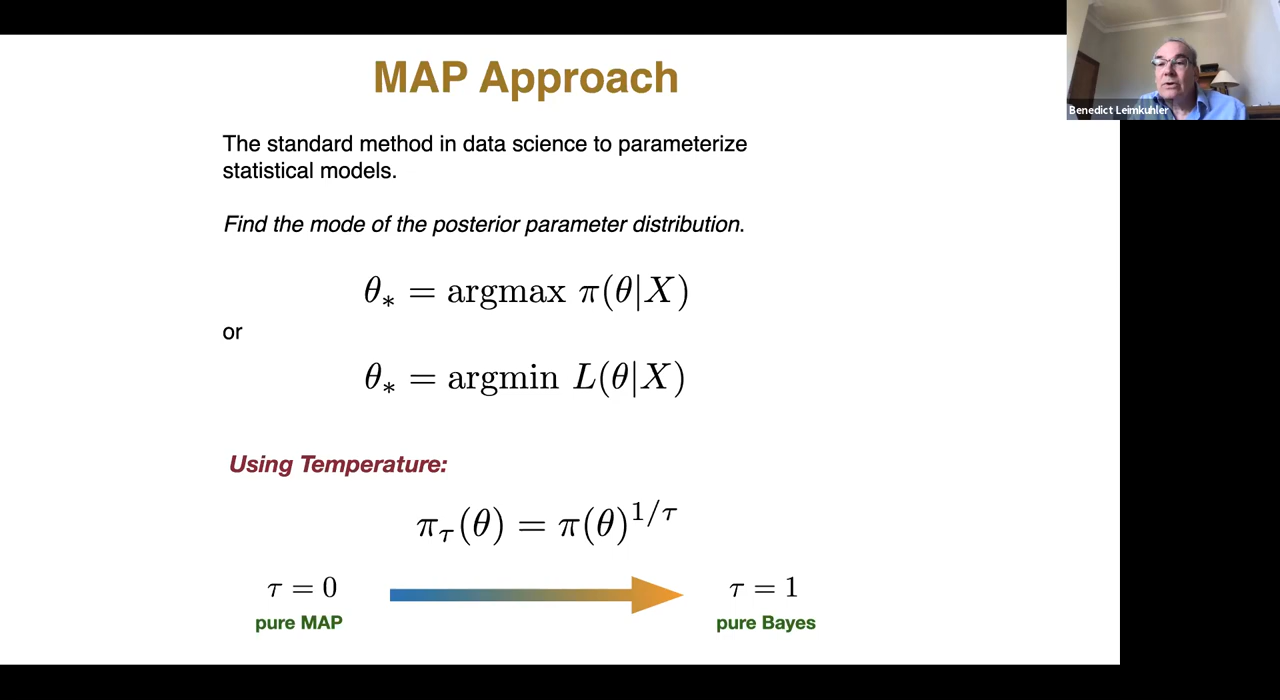 MAP Approach
Benedict Leimkuhler
The standard method in data science to parameterize
statistical models.
Find the mode of the posterior parameter distribution.
θ* = argmax π(θ|X)
or
θ* = argmin L(θ|X)
Using Temperature:
π_τ(θ) = π(θ)^{1/τ}
τ = 0
τ = 1
pure MAP
pure Bayes